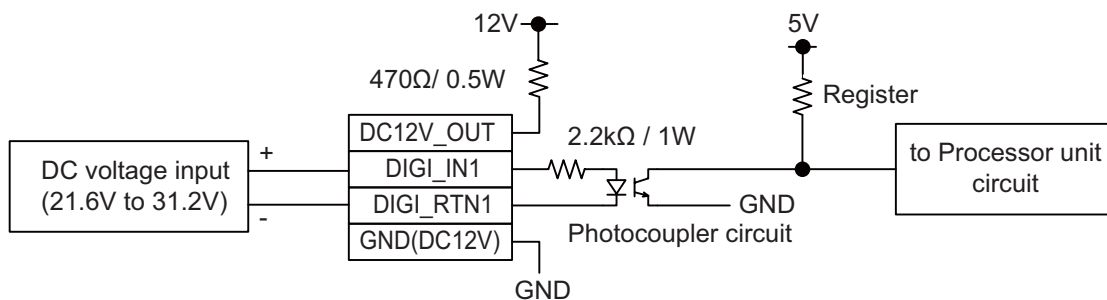 12V
5V
470Ω/ 0.5W
Register
DC12V_OUT
2.2kΩ / 1W
DC voltage input
(21.6V to 31.2V)
+
-
DIGI_IN1
DIGI_RTN1
GND(DC12V)
GND
Photocoupler circuit
GND
to Processor unit
circuit